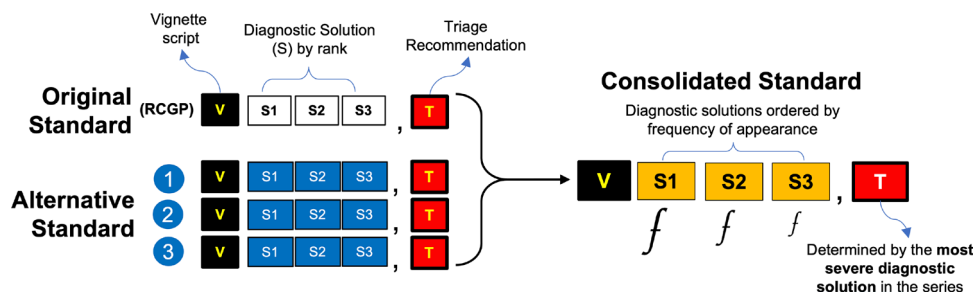 Vignette
script
Diagnostic Solution
(S) by rank
Triage
Recommendation
Original
Standard
(RCGP)
V S1 S2 S3 , T
Alternative
Standard
1 V S1 S2 S3 , T
2 V S1 S2 S3 , T
3 V S1 S2 S3 , T
Consolidated Standard
Diagnostic solutions ordered by
frequency of appearance
V S1 S2 S3 , T
f f f
Determined by the most
severe diagnostic
solution in the series